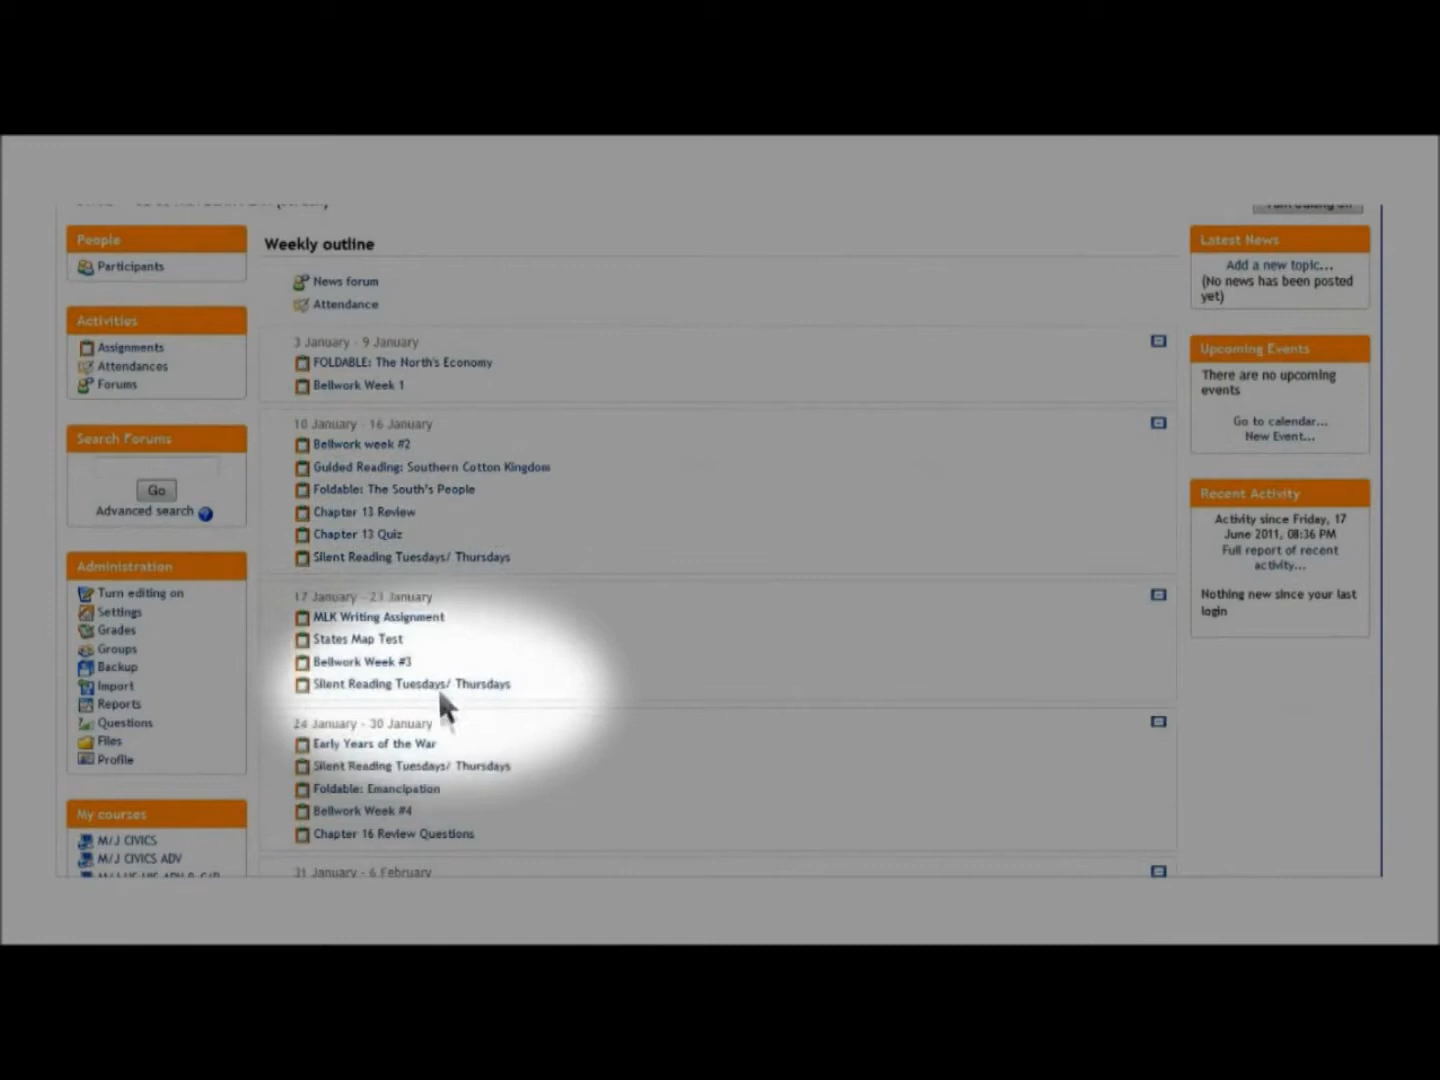 People
Participants
Activities
Assignments
Attendances
Forums
Search Forums
Go
Advanced search
Administration
Turn editing on
Settings
Grades
Groups
Backup
Import
Reports
Questions
Files
Profile
My courses
M/J CIVICS
M/J CIVICS ADV
Weekly outline
News forum
Attendance
3 January - 9 January
FOLDABLE: The North's Economy
Bellwork Week 1
10 January - 16 January
Bellwork week #2
Guided Reading: Southern Cotton Kingdom
Foldable: The South's People
Chapter 13 Review
Chapter 13 Quiz
Silent Reading Tuesdays/ Thursdays
17 January - 23 January
MLK Writing Assignment
States Map Test
Bellwork Week #3
Silent Reading Tuesdays/ Thursdays
24 January - 30 January
Early Years of the War
Silent Reading Tuesdays/ Thursdays
Foldable: Emancipation
Bellwork Week #4
Chapter 16 Review Questions
31 January - 6 February
Latest News
Add a new topic...
(No news has been posted
yet)
Upcoming Events
There are no upcoming
events
Go to calendar...
New Event...
Recent Activity
Activity since Friday, 17
June 2011, 08:36 PM
Full report of recent
activity...
Nothing new since your last
login